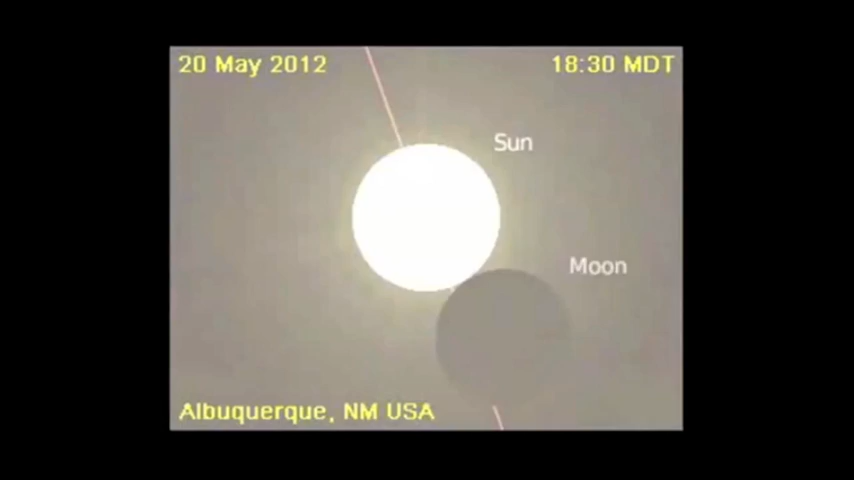 20 May 2012
18:30 MDT
Sun
Moon
Albuquerque, NM USA